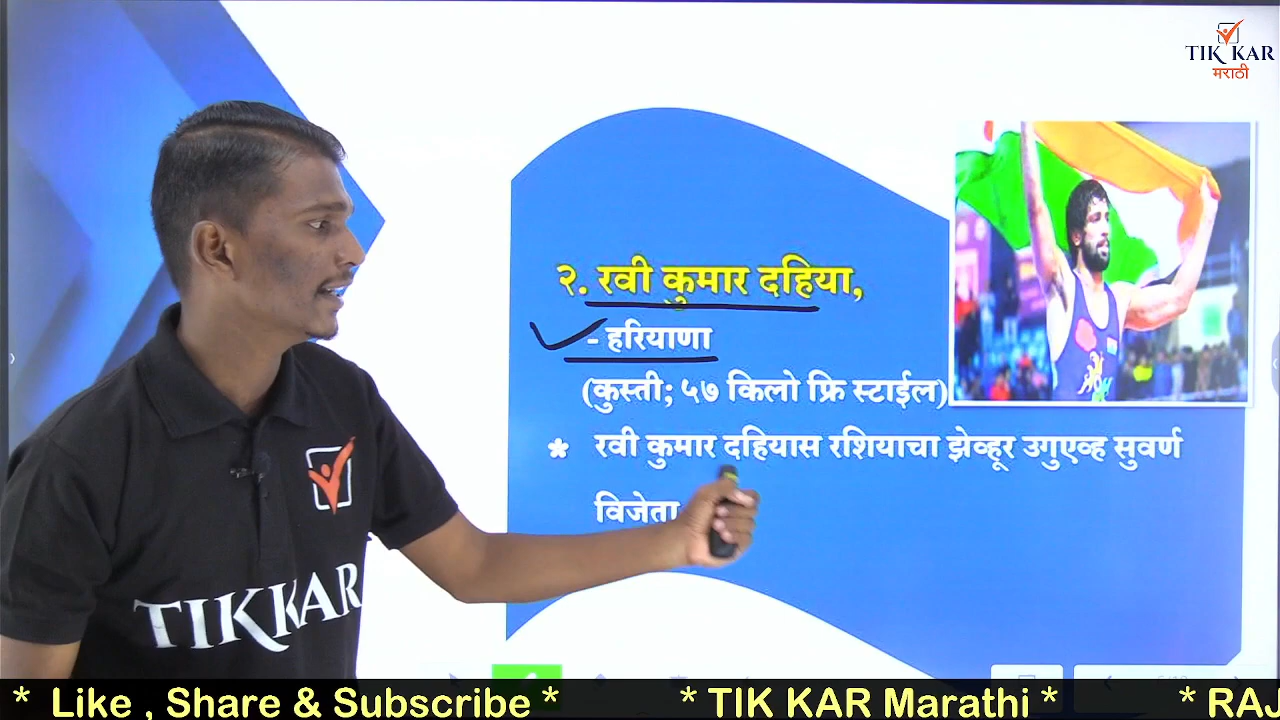 TIK KAR
मराठी
२. रवी कुमार दहिया,
- हरियाणा
(कुस्ती; ५७ किलो फ्रि स्टाईल)
* रवी कुमार दहियास रशियाचा झेव्हूर उगुएव्ह सुवर्ण
विजेता
TIKKAR
* Like , Share & Subscribe * * TIK KAR Marathi * * RAJ